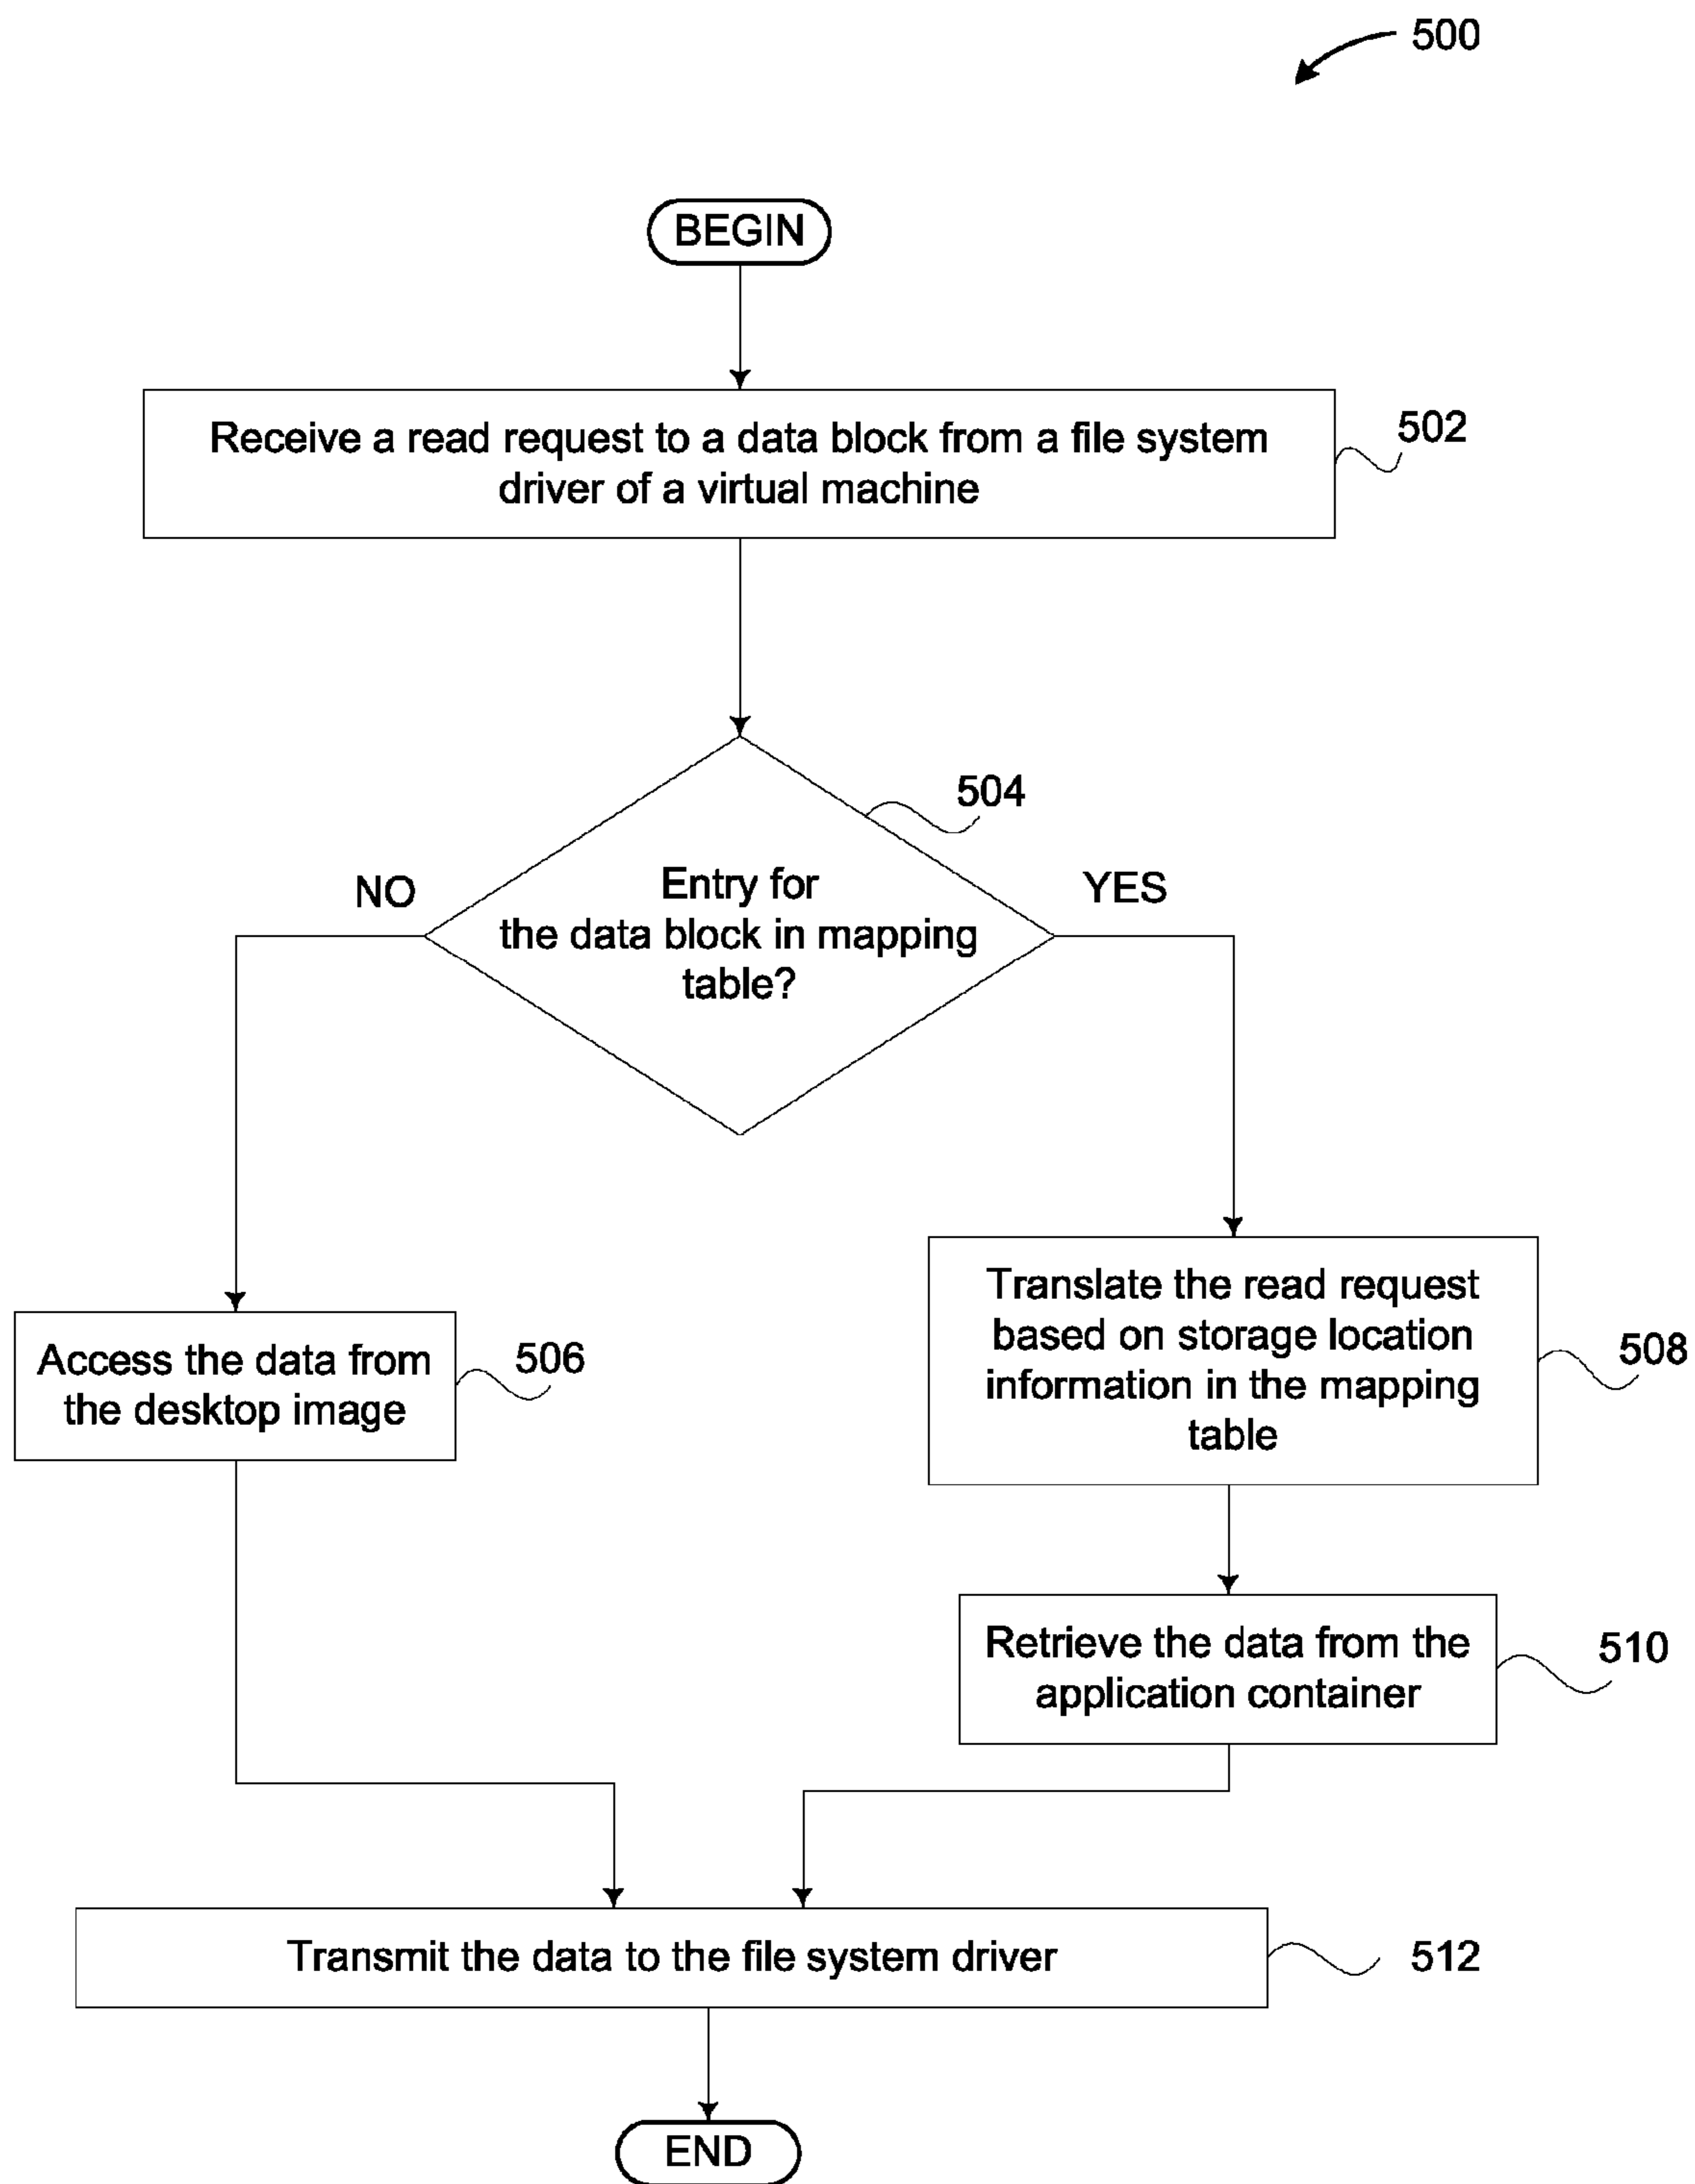 500
BEGIN
Receive a read request to a data block from a file system
driver of a virtual machine
502
504
NO
Entry for
the data block in mapping
table?
YES
Access the data from
the desktop image
506
Translate the read request
based on storage location
information in the mapping
table
508
Retrieve the data from the
application container
510
Transmit the data to the file system driver
512
END